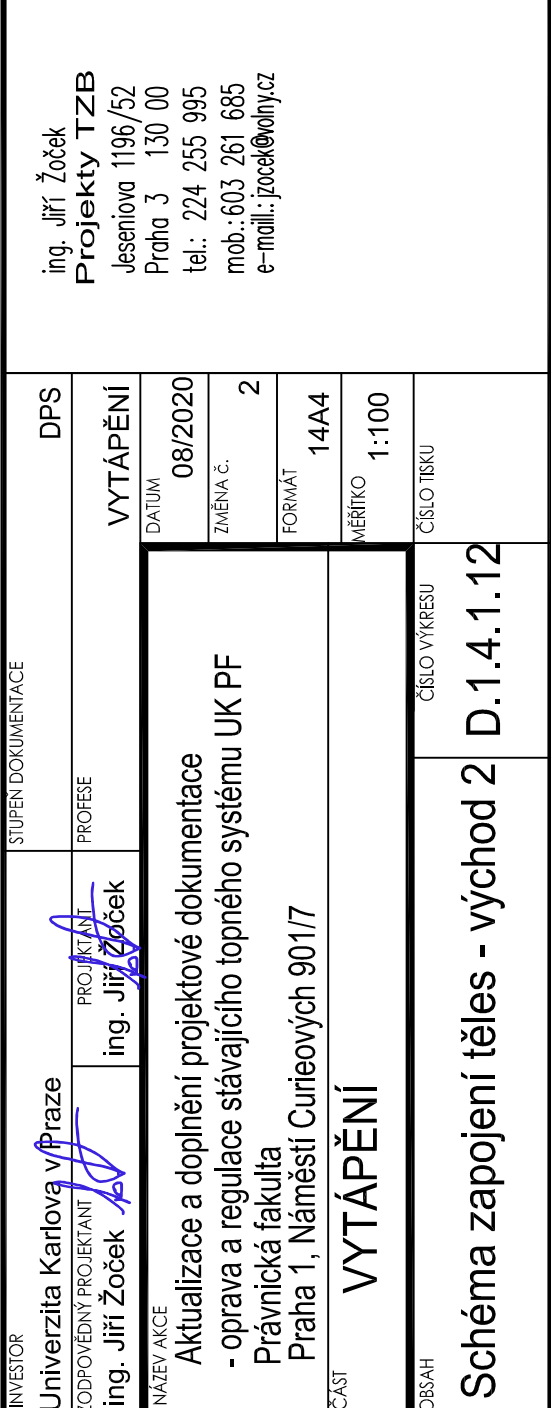 INVESTOR
Univerzita Karlova v Praze
STUPEŇ DOKUMENTACE
DPS
ZODPOVĚDNÝ PROJEKTANT
ing. Jiří Žoček
PROJEKTANT
ing. Jiří Žoček
PROFESE
VYTÁPĚNÍ
ing. Jiří Žoček
Projekty TZB
Jeseniova 1196/52
Praha 3 130 00
tel.: 224 255 995
mob.: 603 261 685
e-maill.: jzocek@volny.cz
NÁZEV AKCE
Aktualizace a doplnění projektové dokumentace
- oprava a regulace stávajícího topného systému UK PF
Právnická fakulta
Praha 1, Náměstí Curieových 901/7
DATUM
08/2020
ZMĚNA Č.
2
FORMÁT
14A4
MĚŘÍTKO
1:100
ČÁST
VYTÁPĚNÍ
OBSAH
Schéma zapojení těles - východ 2
ČÍSLO VÝKRESU
D.1.4.1.12
ČÍSLO TISKU